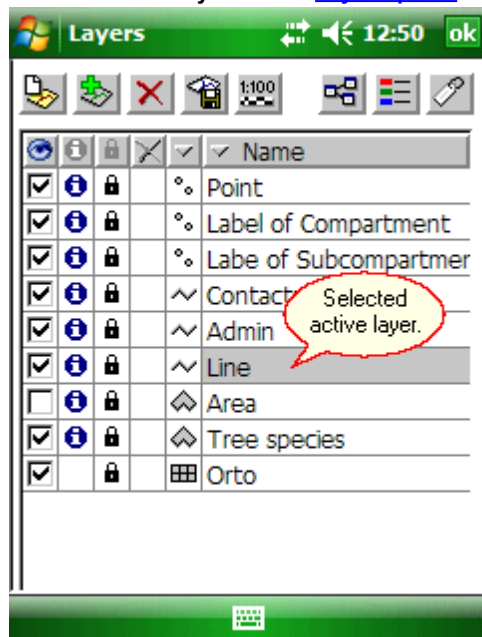 Layers 12:50 ok
1:100
Name
Point
Label of Compartment
Labe of Subcompartmer
Contact
Selected
active layer.
Admin
Line
Area
Tree species
Orto